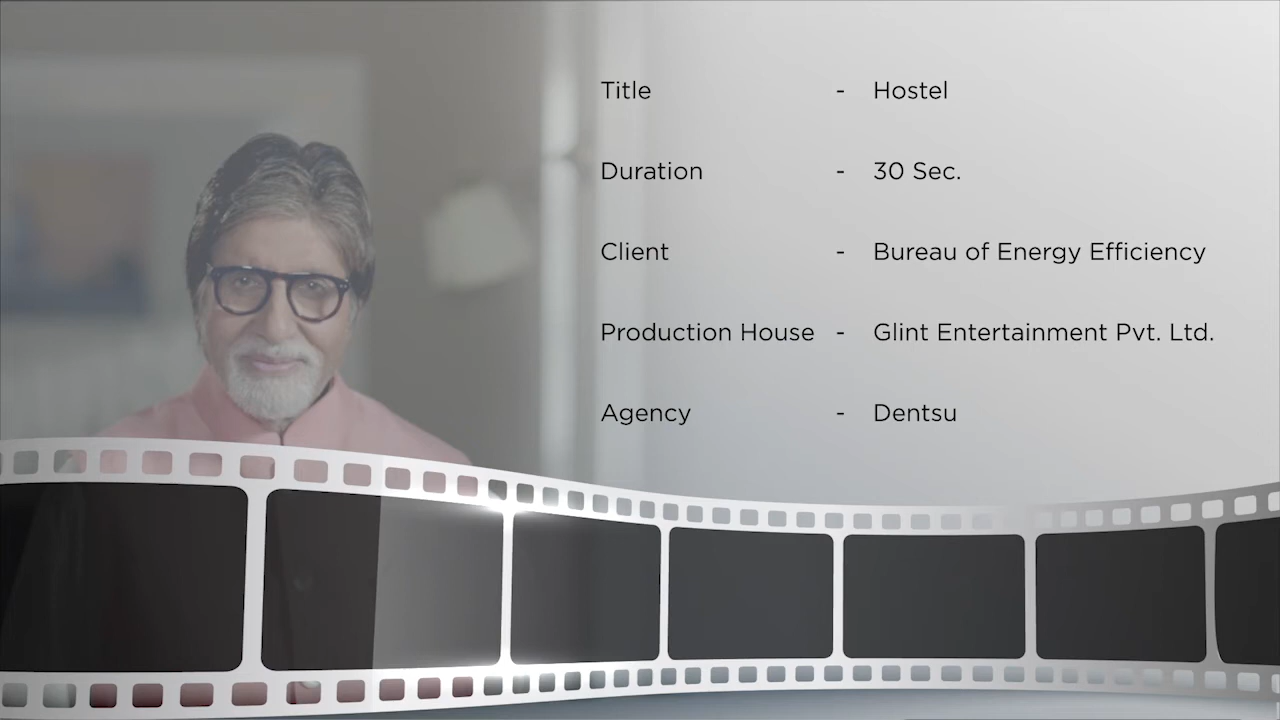 Title - Hostel
Duration - 30 Sec.
Client - Bureau of Energy Efficiency
Production House - Glint Entertainment Pvt. Ltd.
Agency - Dentsu